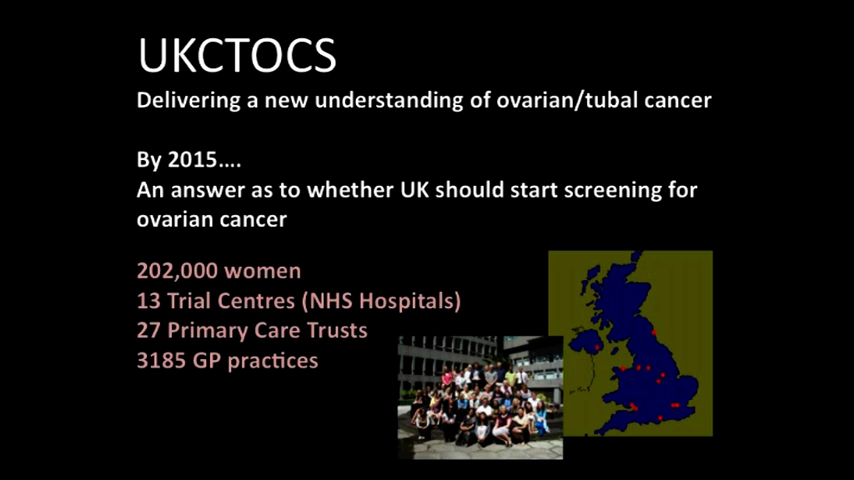 UKCTOCS
Delivering a new understanding of ovarian/tubal cancer
By 2015....
An answer as to whether UK should start screening for
ovarian cancer
202,000 women
13 Trial Centres (NHS Hospitals)
27 Primary Care Trusts
3185 GP practices